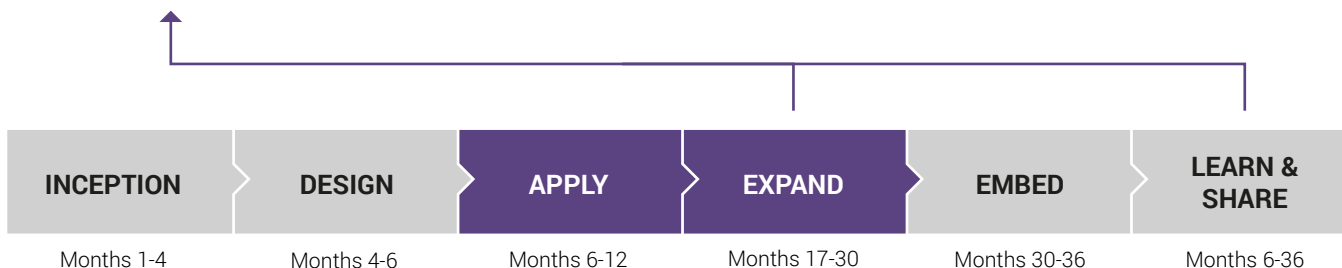 INCEPTION
DESIGN
APPLY
EXPAND
EMBED
LEARN &
SHARE
Months 1-4
Months 4-6
Months 6-12
Months 17-30
Months 30-36
Months 6-36